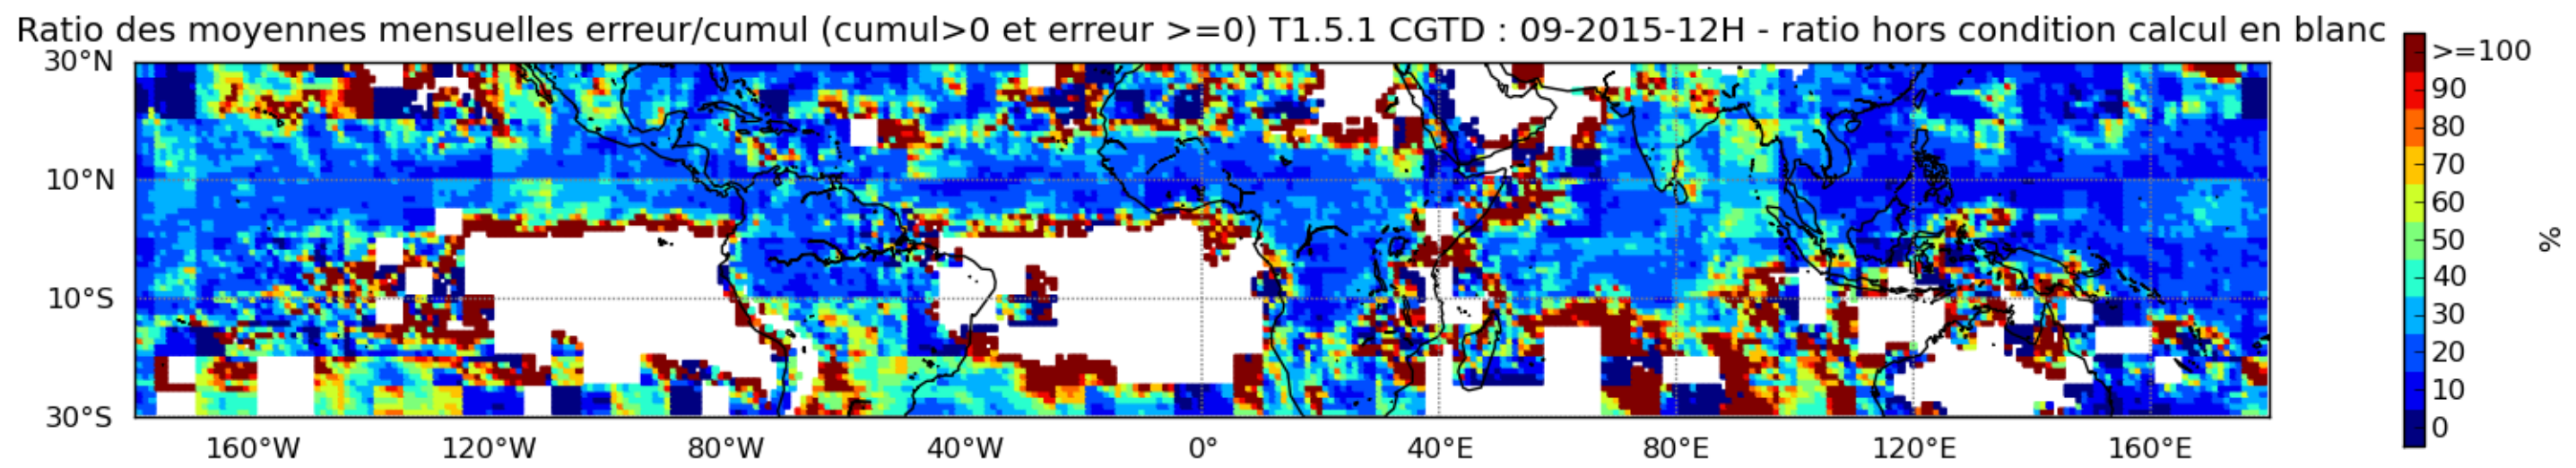 Ratio des moyennes mensuelles erreur/cumul (cumul>0 et erreur >=0) T1.5.1 CGTD : 09-2015-12H - ratio hors condition calcul en blanc
30°N
10°N
10°S
30°S
160°W 120°W 80°W 40°W 0° 40°E 80°E 120°E 160°E
>=100
90
80
70
60
50
40
30
20
10
0
%